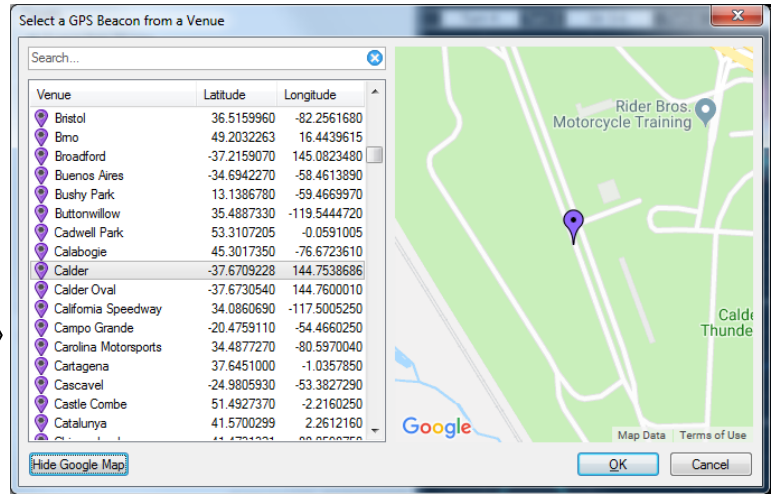 Select a GPS Beacon from a Venue
Search...
Venue Latitude Longitude
Bristol 36.5159960 -82.2561680
Brno 49.2032263 16.4439615
Broadford -37.2159070 145.0823480
Buenos Aires -34.6942270 -58.4613890
Bushy Park 13.1386780 -59.4669970
Buttonwillow 35.4887330 -119.5444720
Cadwell Park 53.3107205 -0.0591005
Calabogie 45.3017350 -76.6723610
Calder -37.6709228 144.7538686
Calder Oval -37.6730540 144.7600010
California Speedway 34.0860690 -117.5005250
Campo Grande -20.4759110 -54.4660250
Carolina Motorsports 34.4877270 -80.5970040
Cartagena 37.6451000 -1.0357850
Cascavel -24.9805930 -53.3827290
Castle Combe 51.4927370 -2.2160250
Catalunya 41.5700299 2.2612160
Rider Bros.
Motorcycle Training
Calde
Thunde
Google
Map Data Terms of Use
Hide Google Map
OK Cancel